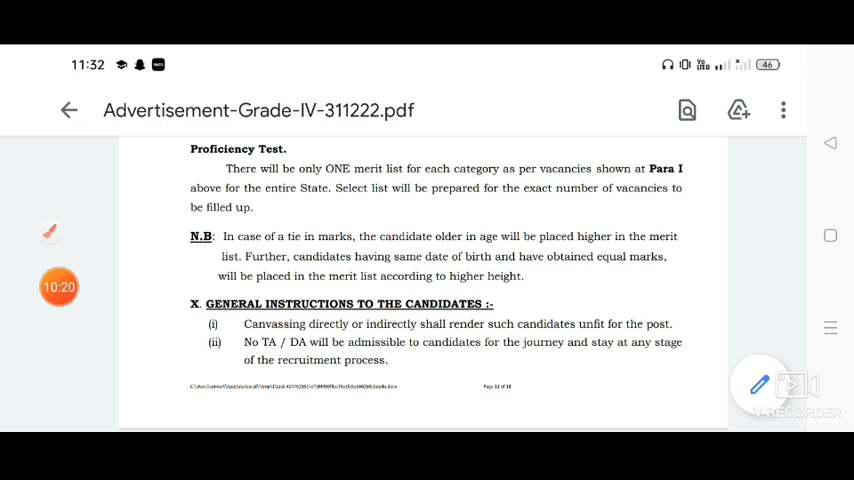 11:32
46
Advertisement-Grade-IV-311222.pdf
Proficiency Test.
There will be only ONE merit list for each category as per vacancies shown at Para I
above for the entire State. Select list will be prepared for the exact number of vacancies to
be filled up.
N.B: In case of a tie in marks, the candidate older in age will be placed higher in the merit
list. Further, candidates having same date of birth and have obtained equal marks,
will be placed in the merit list according to higher height.
10:20
X. GENERAL INSTRUCTIONS TO THE CANDIDATES :-
(i) Canvassing directly or indirectly shall render such candidates unfit for the post.
(ii) No TA / DA will be admissible to candidates for the journey and stay at any stage
of the recruitment process.
Page 11 of 13
V-RECORDER